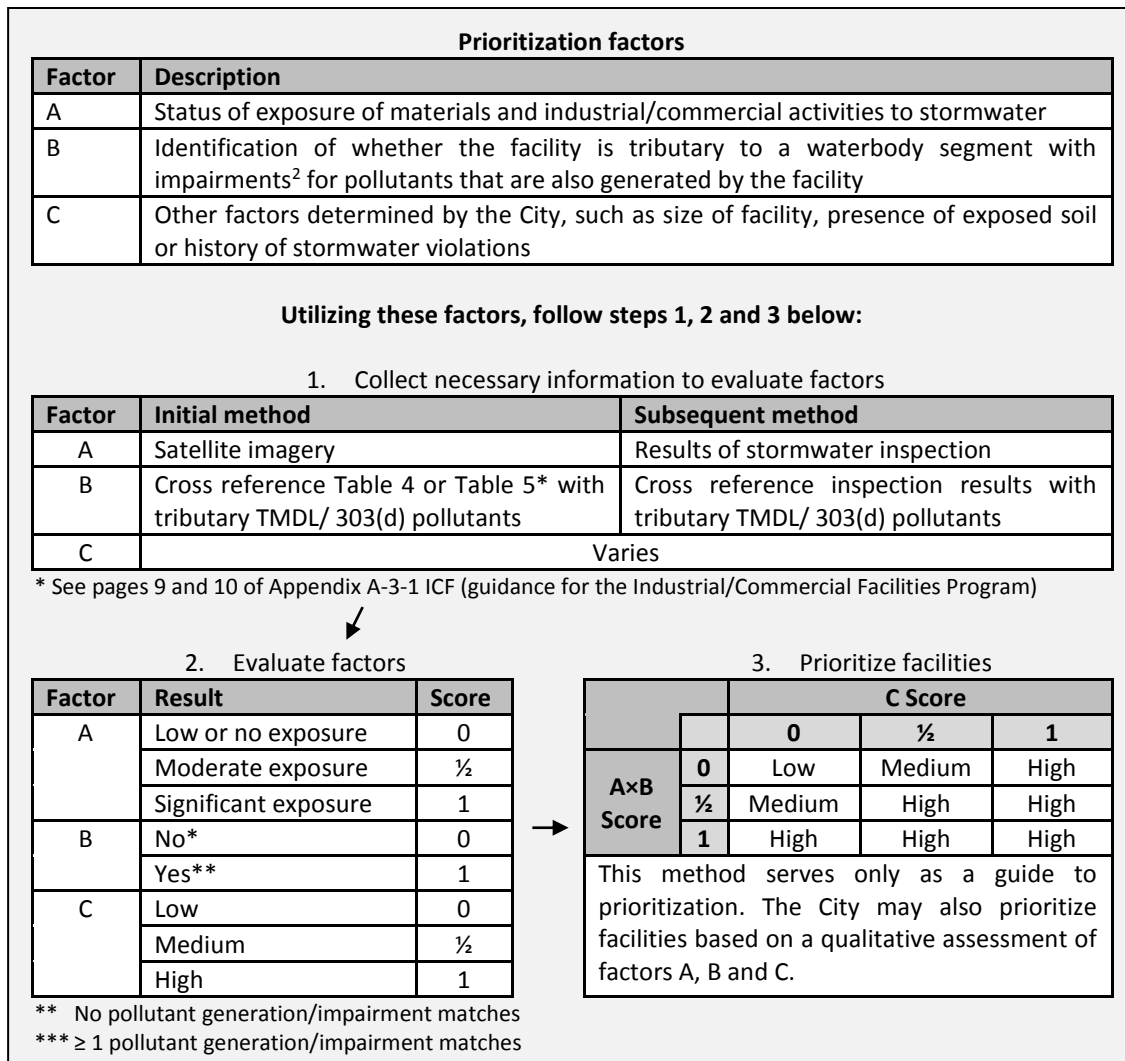 Prioritization factors
Factor Description
A Status of exposure of materials and industrial/commercial activities to stormwater
B Identification of whether the facility is tributary to a waterbody segment with
impairments² for pollutants that are also generated by the facility
C Other factors determined by the City, such as size of facility, presence of exposed soil
or history of stormwater violations
Utilizing these factors, follow steps 1, 2 and 3 below:
1. Collect necessary information to evaluate factors
Factor Initial method Subsequent method
A Satellite imagery Results of stormwater inspection
B Cross reference Table 4 or Table 5* with Cross reference inspection results with
tributary TMDL/ 303(d) pollutants tributary TMDL/ 303(d) pollutants
C Varies
* See pages 9 and 10 of Appendix A-3-1 ICF (guidance for the Industrial/Commercial Facilities Program)
2. Evaluate factors
Factor Result Score
A Low or no exposure 0
Moderate exposure ½
Significant exposure 1
B No* 0
Yes** 1
C Low 0
Medium ½
High 1
** No pollutant generation/impairment matches
*** ≥ 1 pollutant generation/impairment matches
3. Prioritize facilities
C Score
0 ½ 1
A×B Score
0 Low Medium High
½ Medium High High
1 High High High
This method serves only as a guide to
prioritization. The City may also prioritize
facilities based on a qualitative assessment of
factors A, B and C.